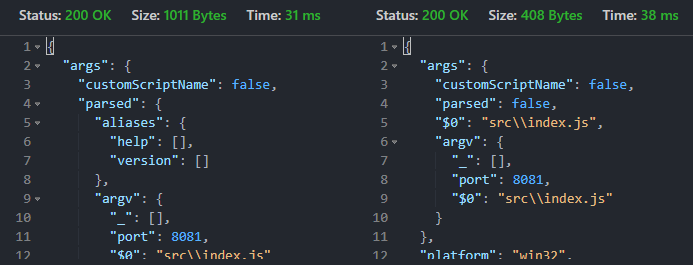 Status: 200 OK Size: 1011 Bytes Time: 31 ms
1 {
2 "args": {
3 "customScriptName": false,
4 "parsed": {
5 "aliases": {
6 "help": [],
7 "version": []
8 },
9 "argv": {
10 "_": [],
11 "port": 8081,
12 "$0": "src\\index.js"
Status: 200 OK Size: 408 Bytes Time: 38 ms
1 {
2 "args": {
3 "customScriptName": false,
4 "parsed": false,
5 "$0": "src\\index.js",
6 "argv": {
7 "_": [],
8 "port": 8081,
9 "$0": "src\\index.js"
10 }
11 },
12 "platform": "win32",